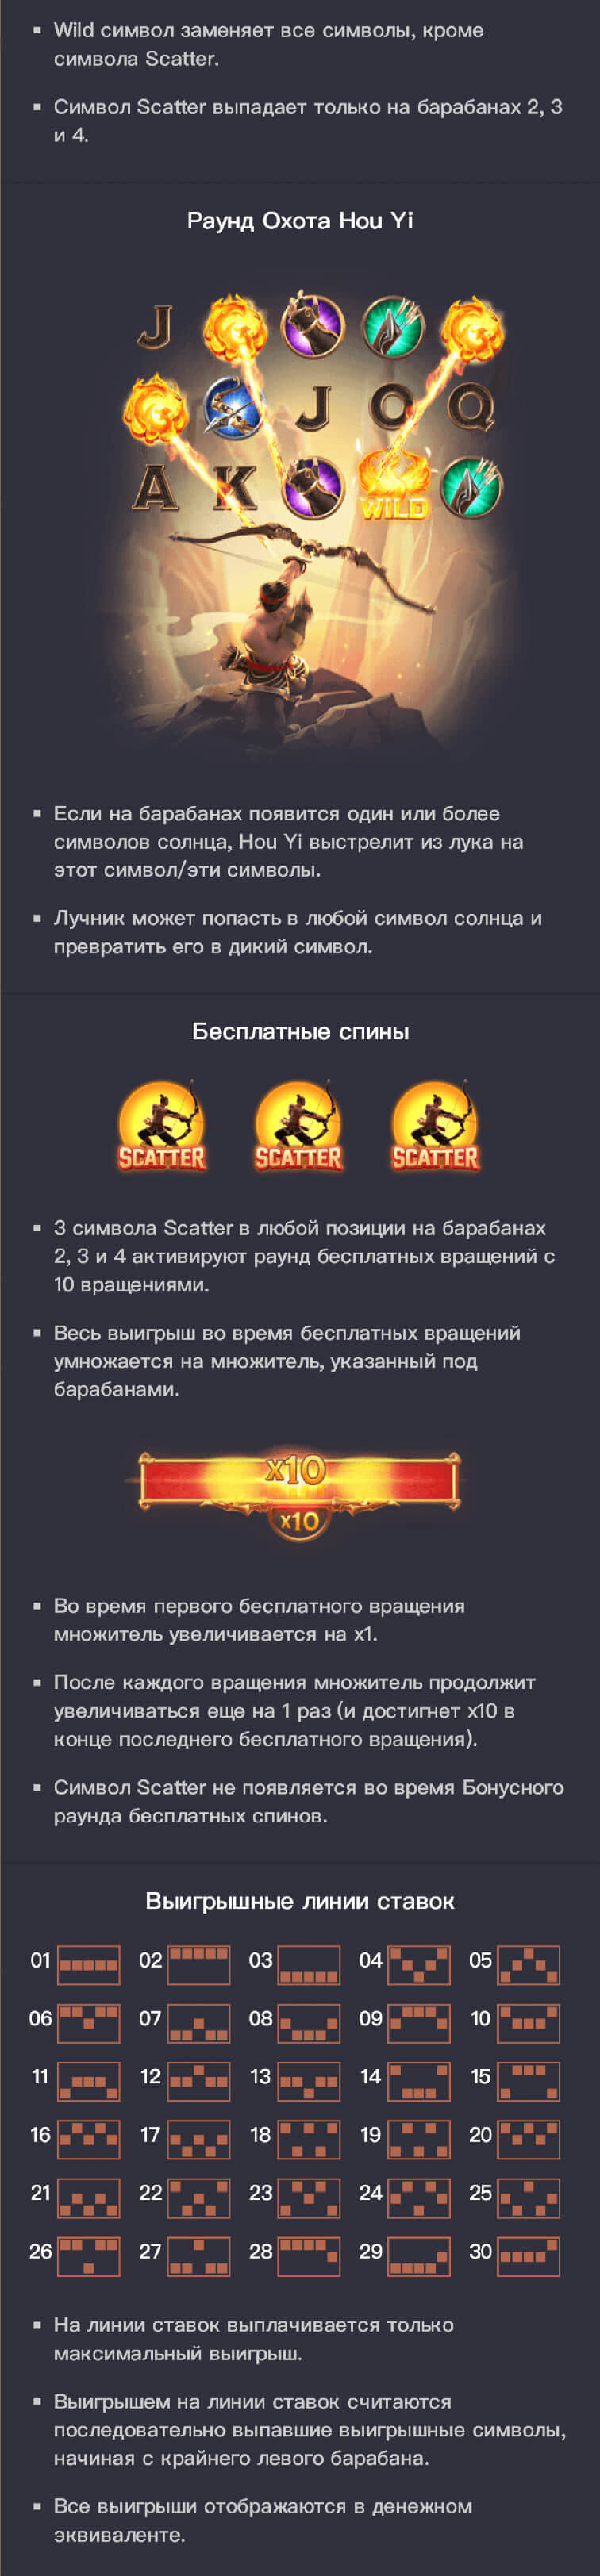 Wild символ заменяет все символы, кроме
символа Scatter.
Символ Scatter выпадает только на барабанах 2, 3
и 4.
Раунд Охота Hou Yi
J
J Q Q
A K WILD
Если на барабанах появится один или более
символов солнца, Hou Yi выстрелит из лука на
этот символ/эти символы.
Лучник может попасть в любой символ солнца и
превратить его в дикий символ.
Бесплатные спины
SCATTER SCATTER SCATTER
3 символа Scatter в любой позиции на барабанах
2, 3 и 4 активируют раунд бесплатных вращений с
10 вращениями.
Весь выигрыш во время бесплатных вращений
умножается на множитель, указанный под
барабанами.
x10
x10
Во время первого бесплатного вращения
множитель увеличивается на x1.
После каждого вращения множитель продолжит
увеличиваться еще на 1 раз (и достигнет x10 в
конце последнего бесплатного вращения).
Символ Scatter не появляется во время Бонусного
раунда бесплатных спинов.
Выигрышные линии ставок
01 02 03 04 05
06 07 08 09 10
11 12 13 14 15
16 17 18 19 20
21 22 23 24 25
26 27 28 29 30
На линии ставок выплачивается только
максимальный выигрыш.
Выигрышем на линии ставок считаются
последовательно выпавшие выигрышные символы,
начиная с крайнего левого барабана.
Все выигрыши отображаются в денежном
эквиваленте.